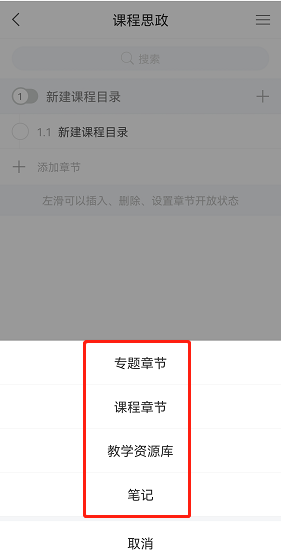 课程思政
搜索
1 新建课程目录
1.1 新建课程目录
添加章节
左滑可以插入、删除、设置章节开放状态
专题章节
课程章节
教学资源库
笔记
取消